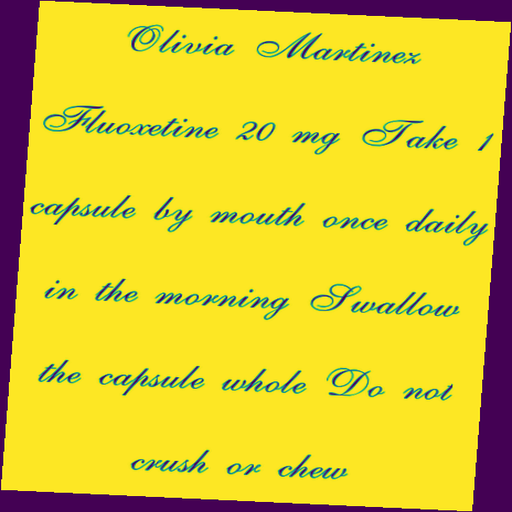 Olivia Martinez
Fluoxetine 20 mg Take 1
capsule by mouth once daily
in the morning Swallow
the capsule whole Do not
crush or chew